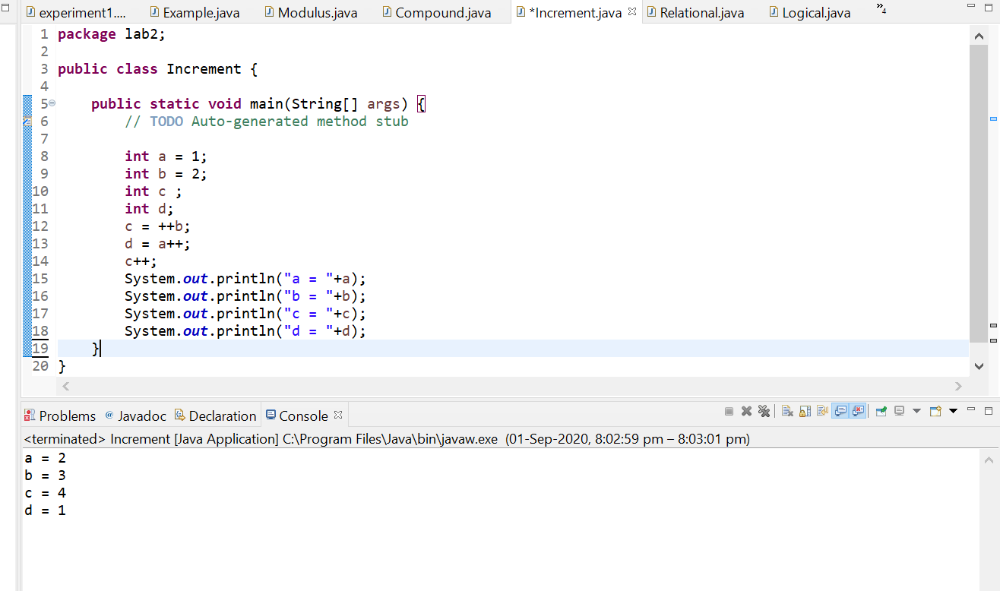 experiment1.... Example.java Modulus.java Compound.java *Increment.java Relational.java Logical.java »4
1 package lab2;
2
3 public class Increment {
4
5 public static void main(String[] args) {
6 // TODO Auto-generated method stub
7
8 int a = 1;
9 int b = 2;
10 int c ;
11 int d;
12 c = ++b;
13 d = a++;
14 c++;
15 System.out.println("a = "+a);
16 System.out.println("b = "+b);
17 System.out.println("c = "+c);
18 System.out.println("d = "+d);
19 }
20 }
Problems @ Javadoc Declaration Console
<terminated> Increment [Java Application] C:\Program Files\Java\bin\javaw.exe (01-Sep-2020, 8:02:59 pm – 8:03:01 pm)
a = 2
b = 3
c = 4
d = 1